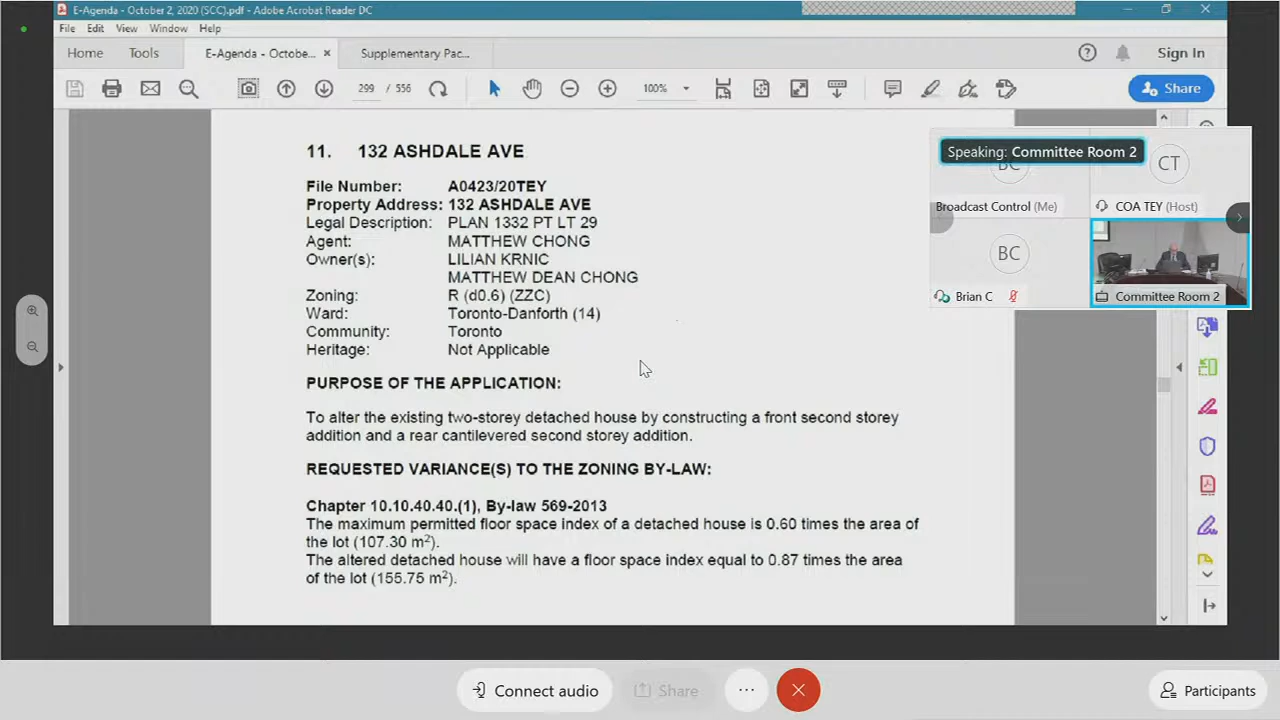 E-Agenda - October 2, 2020 (SCC).pdf - Adobe Acrobat Reader DC
File Edit View Window Help
Home Tools E-Agenda - Octobe... × Supplementary Pac... Sign In
299 / 556 100% Share
11. 132 ASHDALE AVE
File Number: A0423/20TEY
Property Address: 132 ASHDALE AVE
Legal Description: PLAN 1332 PT LT 29
Agent: MATTHEW CHONG
Owner(s): LILIAN KRNIC
MATTHEW DEAN CHONG
Zoning: R (d0.6) (ZZC)
Ward: Toronto-Danforth (14)
Community: Toronto
Heritage: Not Applicable
PURPOSE OF THE APPLICATION:
To alter the existing two-storey detached house by constructing a front second storey
addition and a rear cantilevered second storey addition.
REQUESTED VARIANCE(S) TO THE ZONING BY-LAW:
Chapter 10.10.40.40.(1), By-law 569-2013
The maximum permitted floor space index of a detached house is 0.60 times the area of
the lot (107.30 m²).
The altered detached house will have a floor space index equal to 0.87 times the area
of the lot (155.75 m²).
Speaking: Committee Room 2
BC CT
Broadcast Control (Me) COA TEY (Host)
BC
Brian C Committee Room 2
Connect audio Share ... Participants